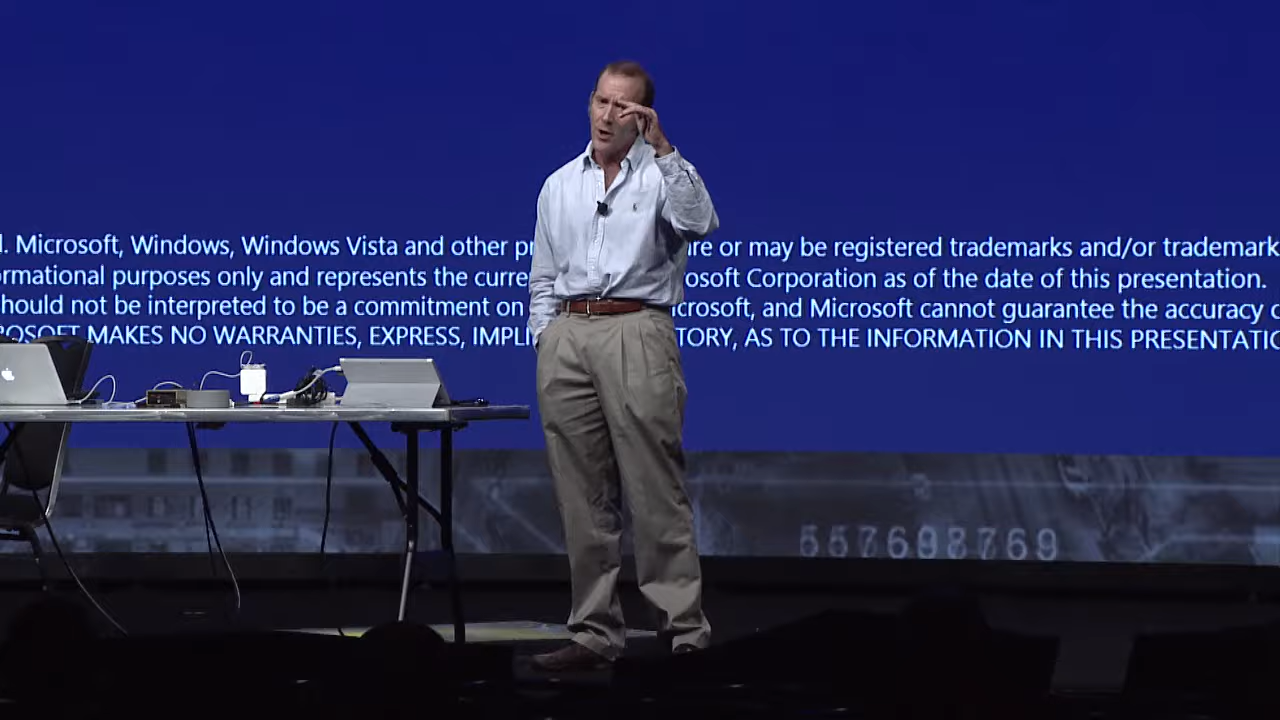 Microsoft, Windows, Windows Vista and other pr re or may be registered trademarks and/or trademark
ormational purposes only and represents the curre osoft Corporation as of the date of this presentation.
hould not be interpreted to be a commitment on icrosoft, and Microsoft cannot guarantee the accuracy
ROSOFT MAKES NO WARRANTIES, EXPRESS, IMPLI TORY, AS TO THE INFORMATION IN THIS PRESENTATIO
557698769